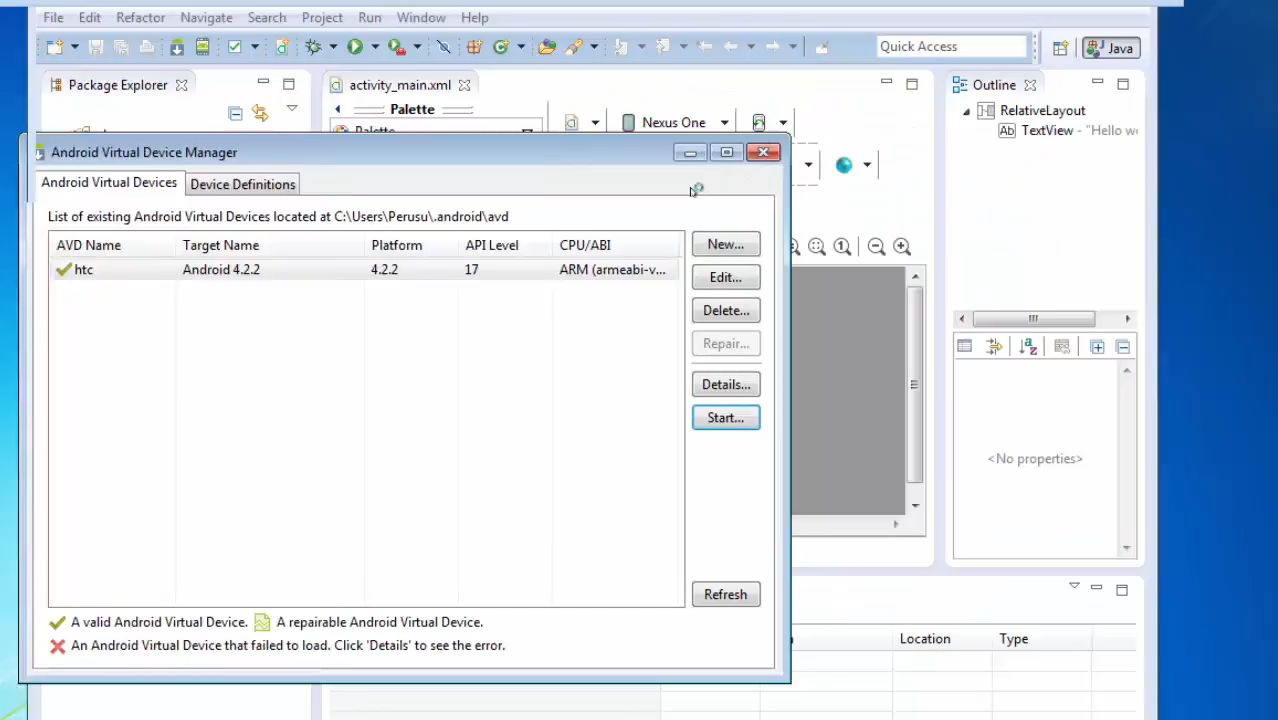 File Edit Refactor Navigate Search Project Run Window Help
Quick Access
Java
Package Explorer
activity_main.xml
Outline
Palette
Palette
Nexus One
RelativeLayout
Ab TextView - "Hello w
Android Virtual Device Manager
Android Virtual Devices Device Definitions
List of existing Android Virtual Devices located at C:\Users\Perusu\.android\avd
AVD Name Target Name Platform API Level CPU/ABI
htc Android 4.2.2 4.2.2 17 ARM (armeabi-v...
New...
Edit...
Delete...
Repair...
Details...
Start...
Refresh
A valid Android Virtual Device. A repairable Android Virtual Device.
An Android Virtual Device that failed to load. Click 'Details' to see the error.
<No properties>
Location Type